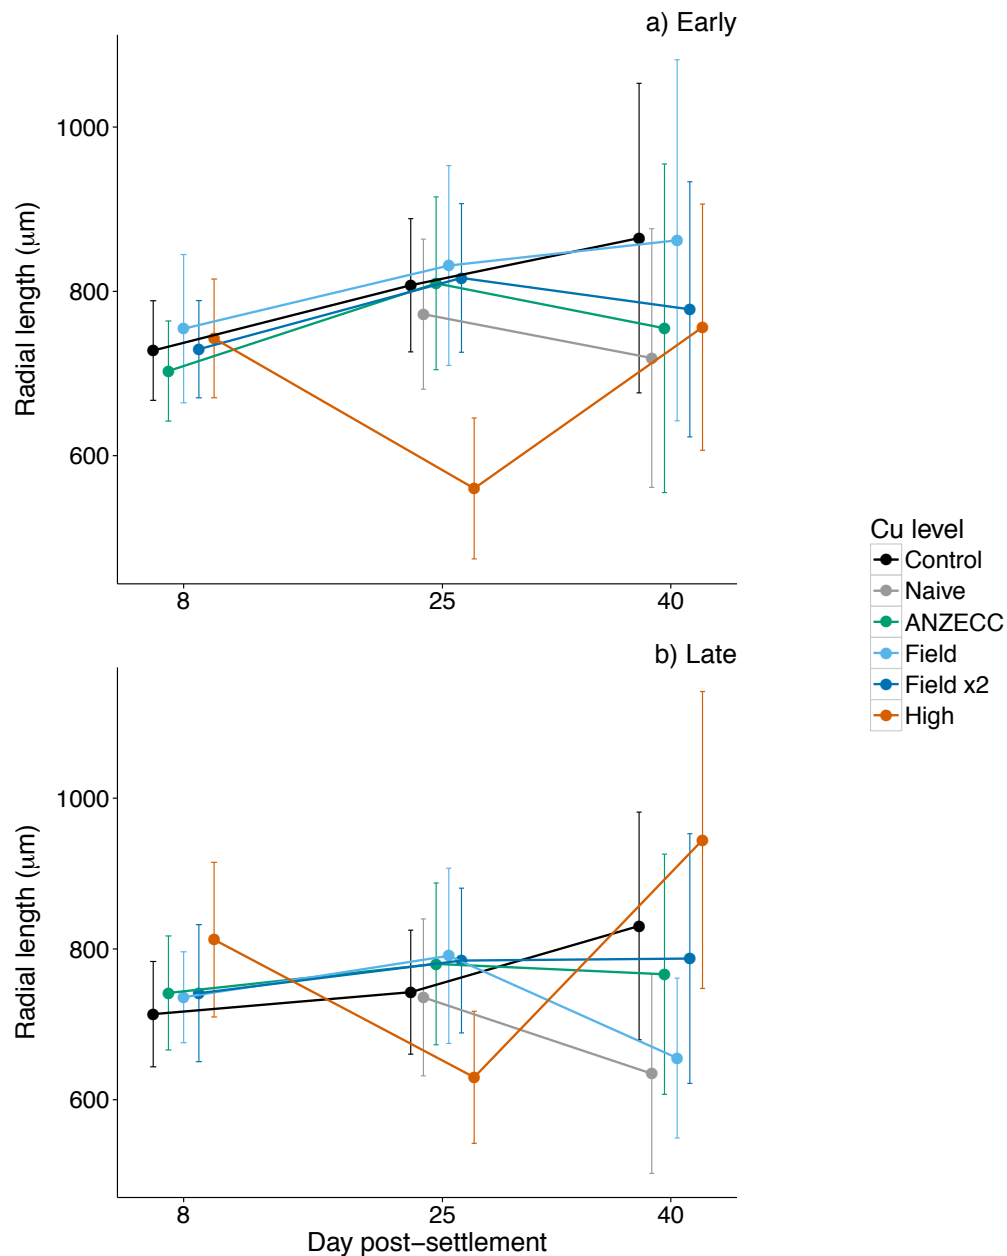 a) Early
1000
800
600
Radial length (μm)
8 25 40
Cu level
Control
Naive
ANZECC
Field
Field x2
High
b) Late
1000
800
600
Radial length (μm)
8 25 40
Day post−settlement